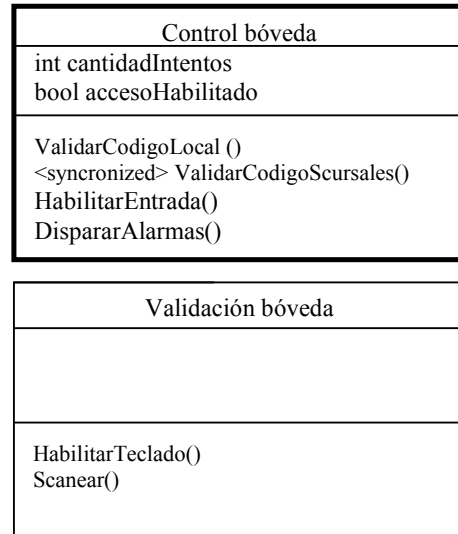 Control bóveda
int cantidadIntentos
bool accesoHabilitado
ValidarCodigoLocal ()
<syncronized> ValidarCodigoScursales()
HabilitarEntrada()
DispararAlarmas()
Validación bóveda
HabilitarTeclado()
Scanear()